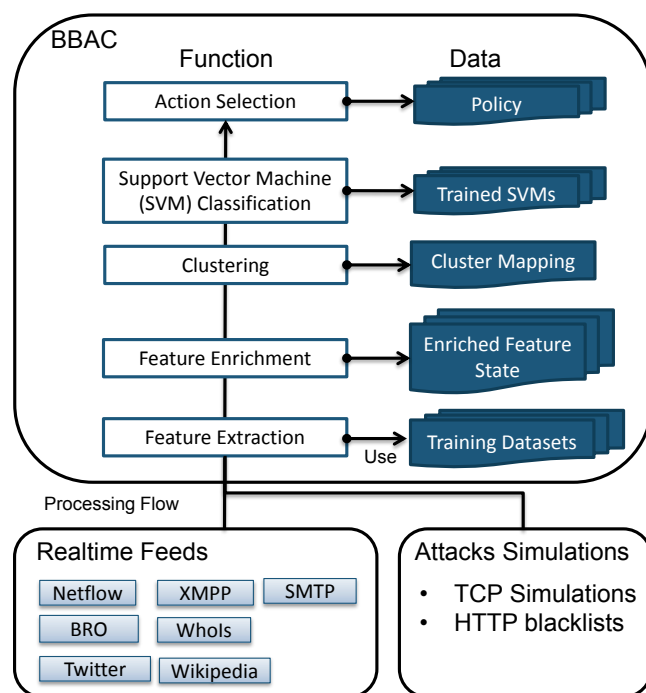 BBAC
Function
Data
Action Selection
Policy
Support Vector Machine
(SVM) Classification
Trained SVMs
Clustering
Cluster Mapping
Feature Enrichment
Enriched Feature
State
Feature Extraction
Use
Training Datasets
Processing Flow
Realtime Feeds
Netflow
XMPP
SMTP
BRO
WhoIs
Twitter
Wikipedia
Attacks Simulations
• TCP Simulations
• HTTP blacklists